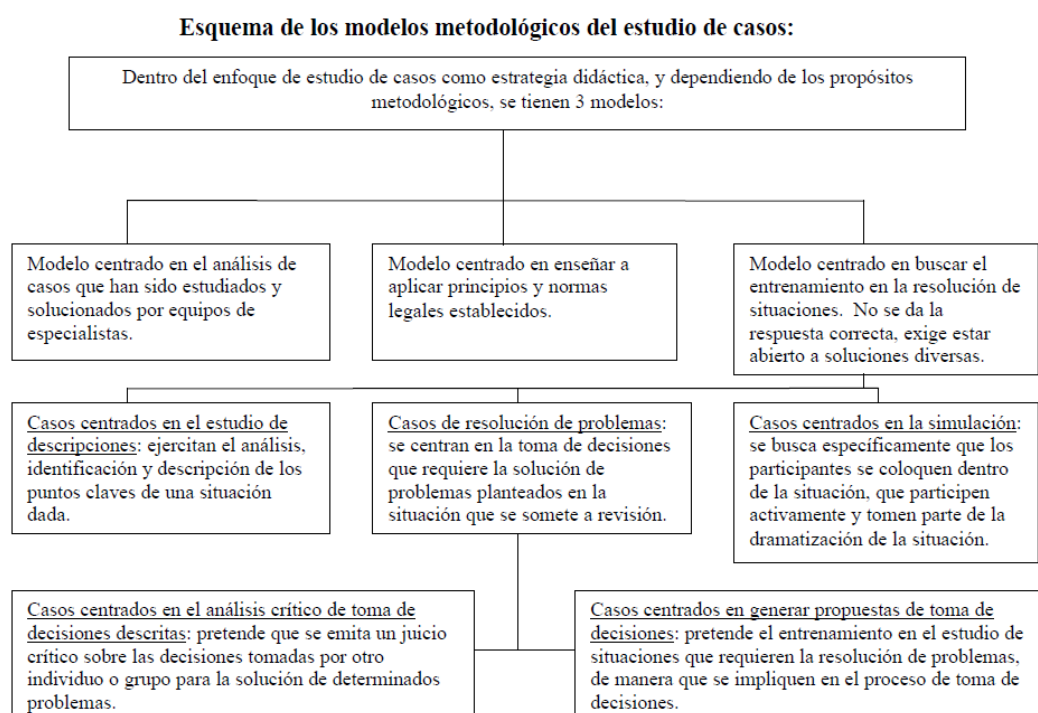 Esquema de los modelos metodológicos del estudio de casos:
Dentro del enfoque de estudio de casos como estrategia didáctica, y dependiendo de los propósitos
metodológicos, se tienen 3 modelos:
Modelo centrado en el análisis de
casos que han sido estudiados y
solucionados por equipos de
especialistas.
Modelo centrado en enseñar a
aplicar principios y normas
legales establecidos.
Modelo centrado en buscar el
entrenamiento en la resolución de
situaciones. No se da la
respuesta correcta, exige estar
abierto a soluciones diversas.
Casos centrados en el estudio de
descripciones: ejercitan el análisis,
identificación y descripción de los
puntos claves de una situación
dada.
Casos de resolución de problemas:
se centran en la toma de decisiones
que requiere la solución de
problemas planteados en la
situación que se somete a revisión.
Casos centrados en la simulación:
se busca específicamente que los
participantes se coloquen dentro
de la situación, que participen
activamente y tomen parte de la
dramatización de la situación.
Casos centrados en el análisis crítico de toma de
decisiones descritas: pretende que se emita un juicio
crítico sobre las decisiones tomadas por otro
individuo o grupo para la solución de determinados
problemas.
Casos centrados en generar propuestas de toma de
decisiones: pretende el entrenamiento en el estudio de
situaciones que requieren la resolución de problemas,
de manera que se impliquen en el proceso de toma de
decisiones.